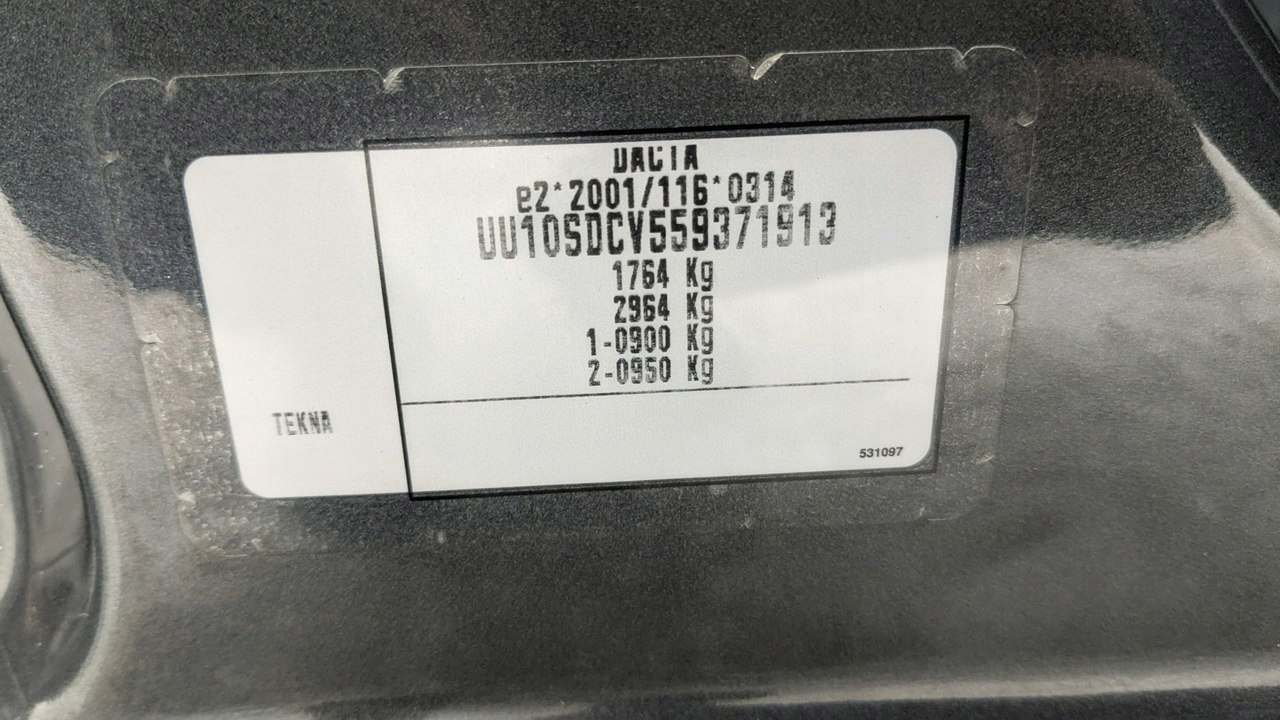 DACIA
e2*2001/116*0314
UU10SDCV559371913
1764 Kg
2964 Kg
1-0900 Kg
2-0950 Kg
TEKNA
531097